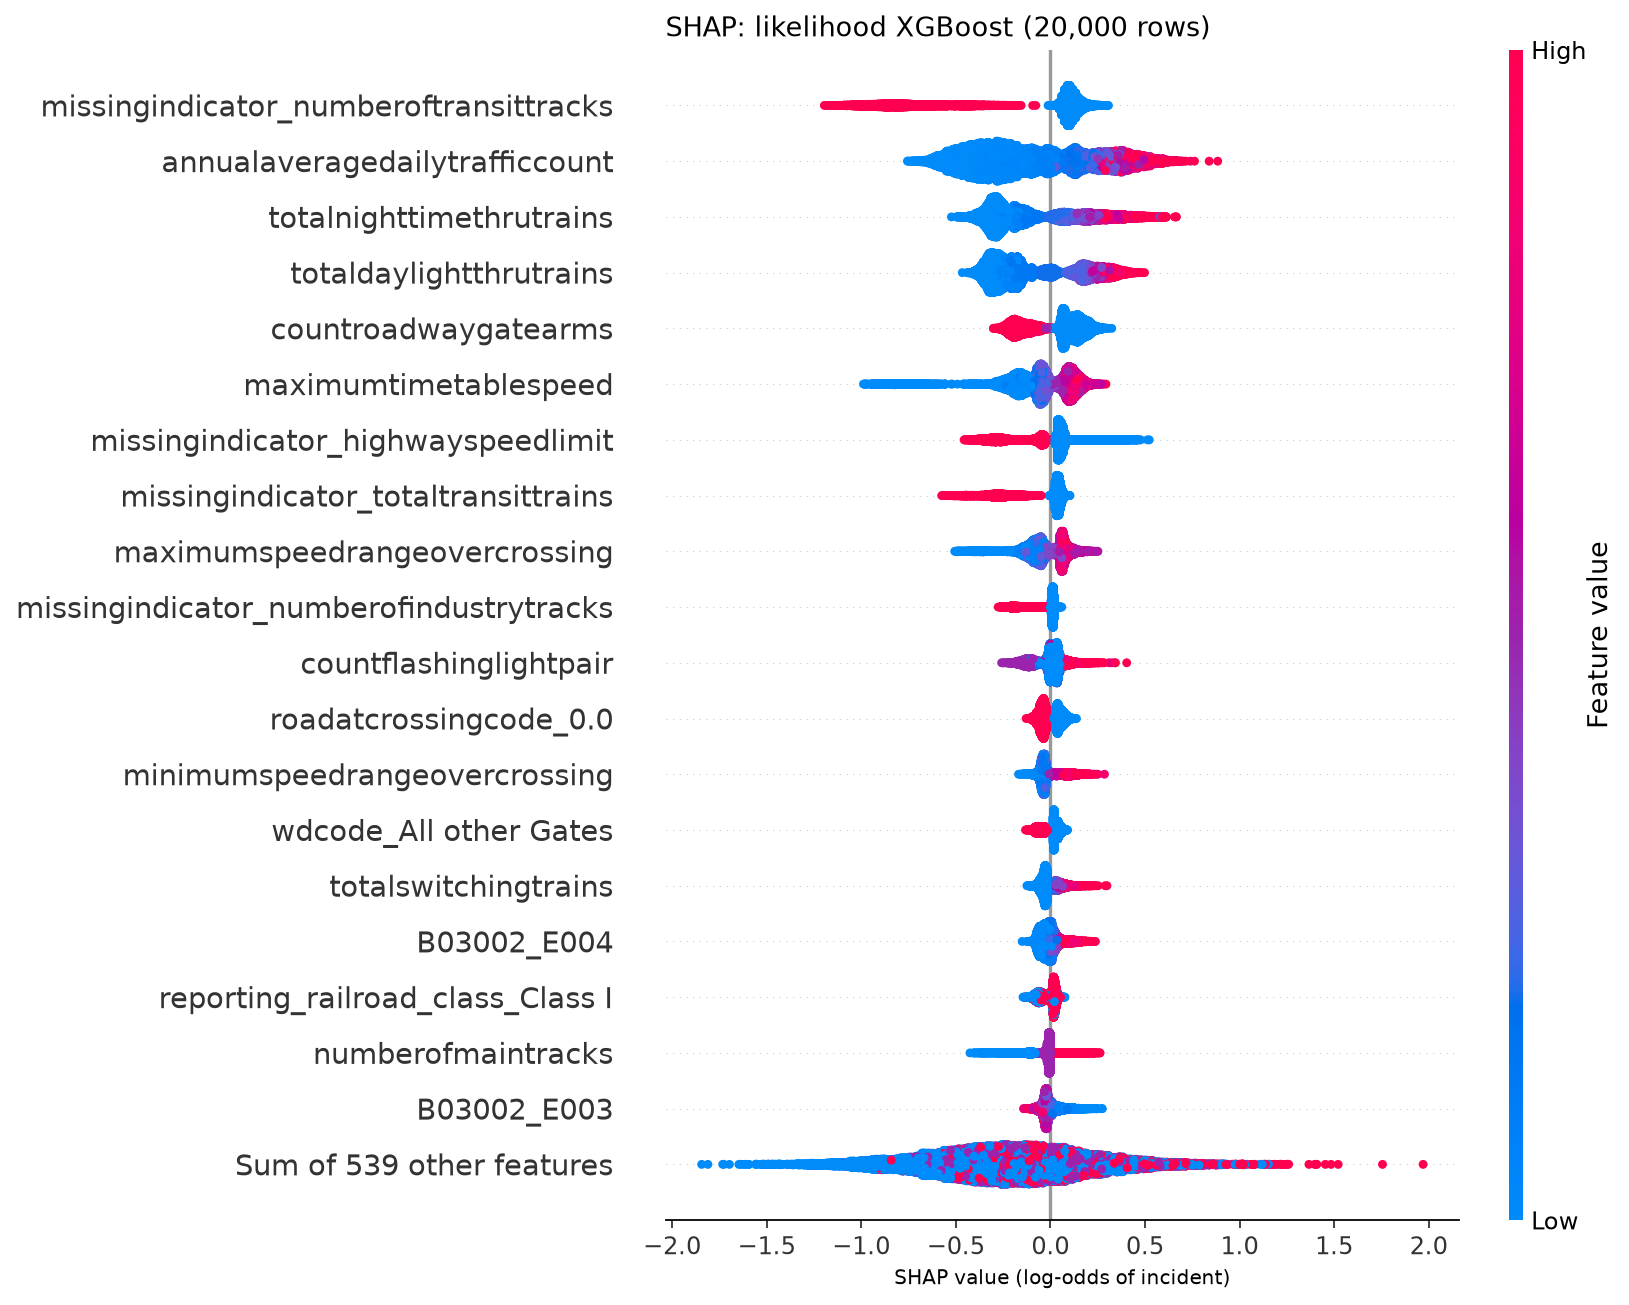 SHAP: likelihood XGBoost (20,000 rows)
High
missingindicator_numberoftransittracks
annualaveragedailytrafficcount
totalnighttimethrutrains
totaldaylightthrutrains
countroadwaygatearms
maximumtimetablespeed
missingindicator_highwayspeedlimit
missingindicator_totaltransittrains
maximumspeedrangeovercrossing
missingindicator_numberofindustrytracks
countflashinglightpair
roadatcrossingcode_0.0
minimumspeedrangeovercrossing
wdcode_All other Gates
totalswitchingtrains
B03002_E004
reporting_railroad_class_Class I
numberofmaintracks
B03002_E003
Sum of 539 other features
Feature value
Low
−2.0 −1.5 −1.0 −0.5 0.0 0.5 1.0 1.5 2.0
SHAP value (log-odds of incident)